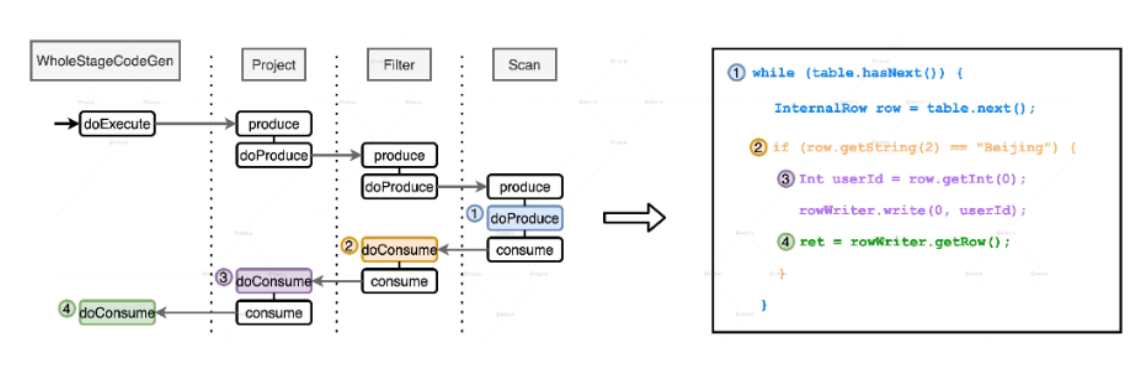 WholeStageCodeGen
Project
Filter
Scan
doExecute
produce
doProduce
produce
doProduce
produce
① doProduce
consume
② doConsume
consume
③ doConsume
consume
④ doConsume
① while (table.hasNext()) {
InternalRow row = table.next();
② if (row.getString(2) == "Beijing") {
③ Int userId = row.getInt(0);
rowWriter.write(0, userId);
④ ret = rowWriter.getRow();
}
}